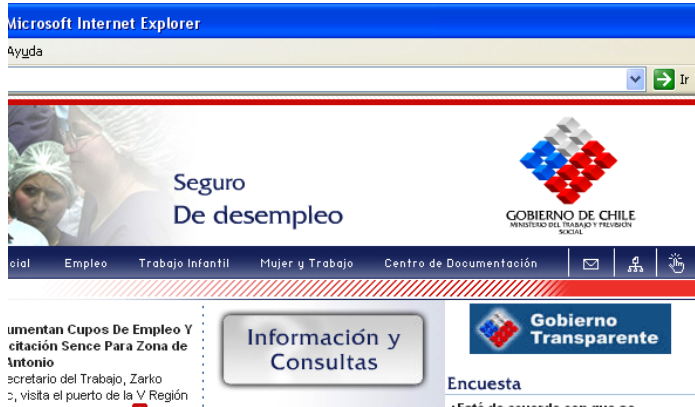 Microsoft Internet Explorer
Ayuda
Ir
Seguro
De desempleo
GOBIERNO DE CHILE
MINISTERIO DEL TRABAJO Y PREVISION
SOCIAL
cial Empleo Trabajo Infantil Mujer y Trabajo Centro de Documentación
umentan Cupos De Empleo Y
citación Sence Para Zona de
Antonio
ecretario del Trabajo, Zarko
c, visita el puerto de la V Región
Información y
Consultas
Gobierno
Transparente
Encuesta